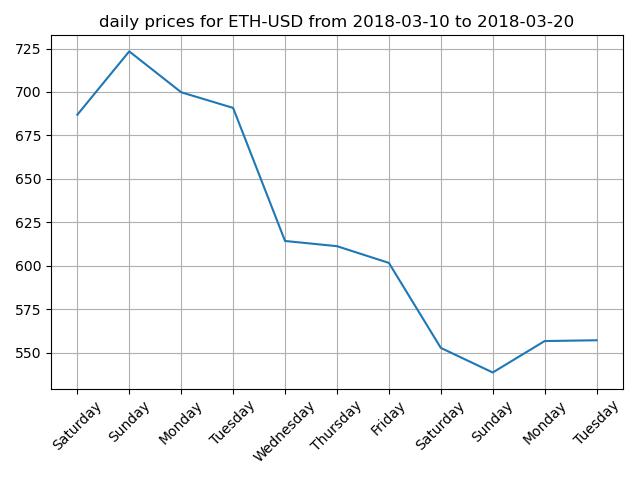 daily prices for ETH-USD from 2018-03-10 to 2018-03-20
725
700
675
650
625
600
575
550
Saturday
Sunday
Monday
Tuesday
Wednesday
Thursday
Friday
Saturday
Sunday
Monday
Tuesday